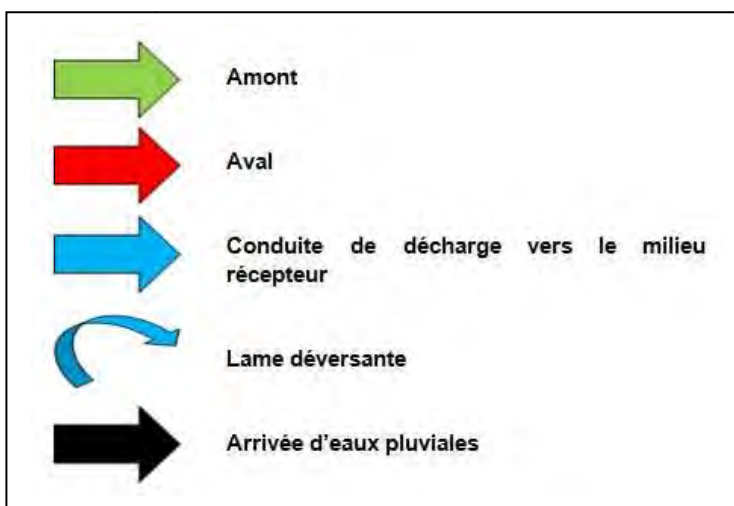 Amont
Aval
Conduite de décharge vers le milieu
récepteur
Lame déversante
Arrivée d'eaux pluviales